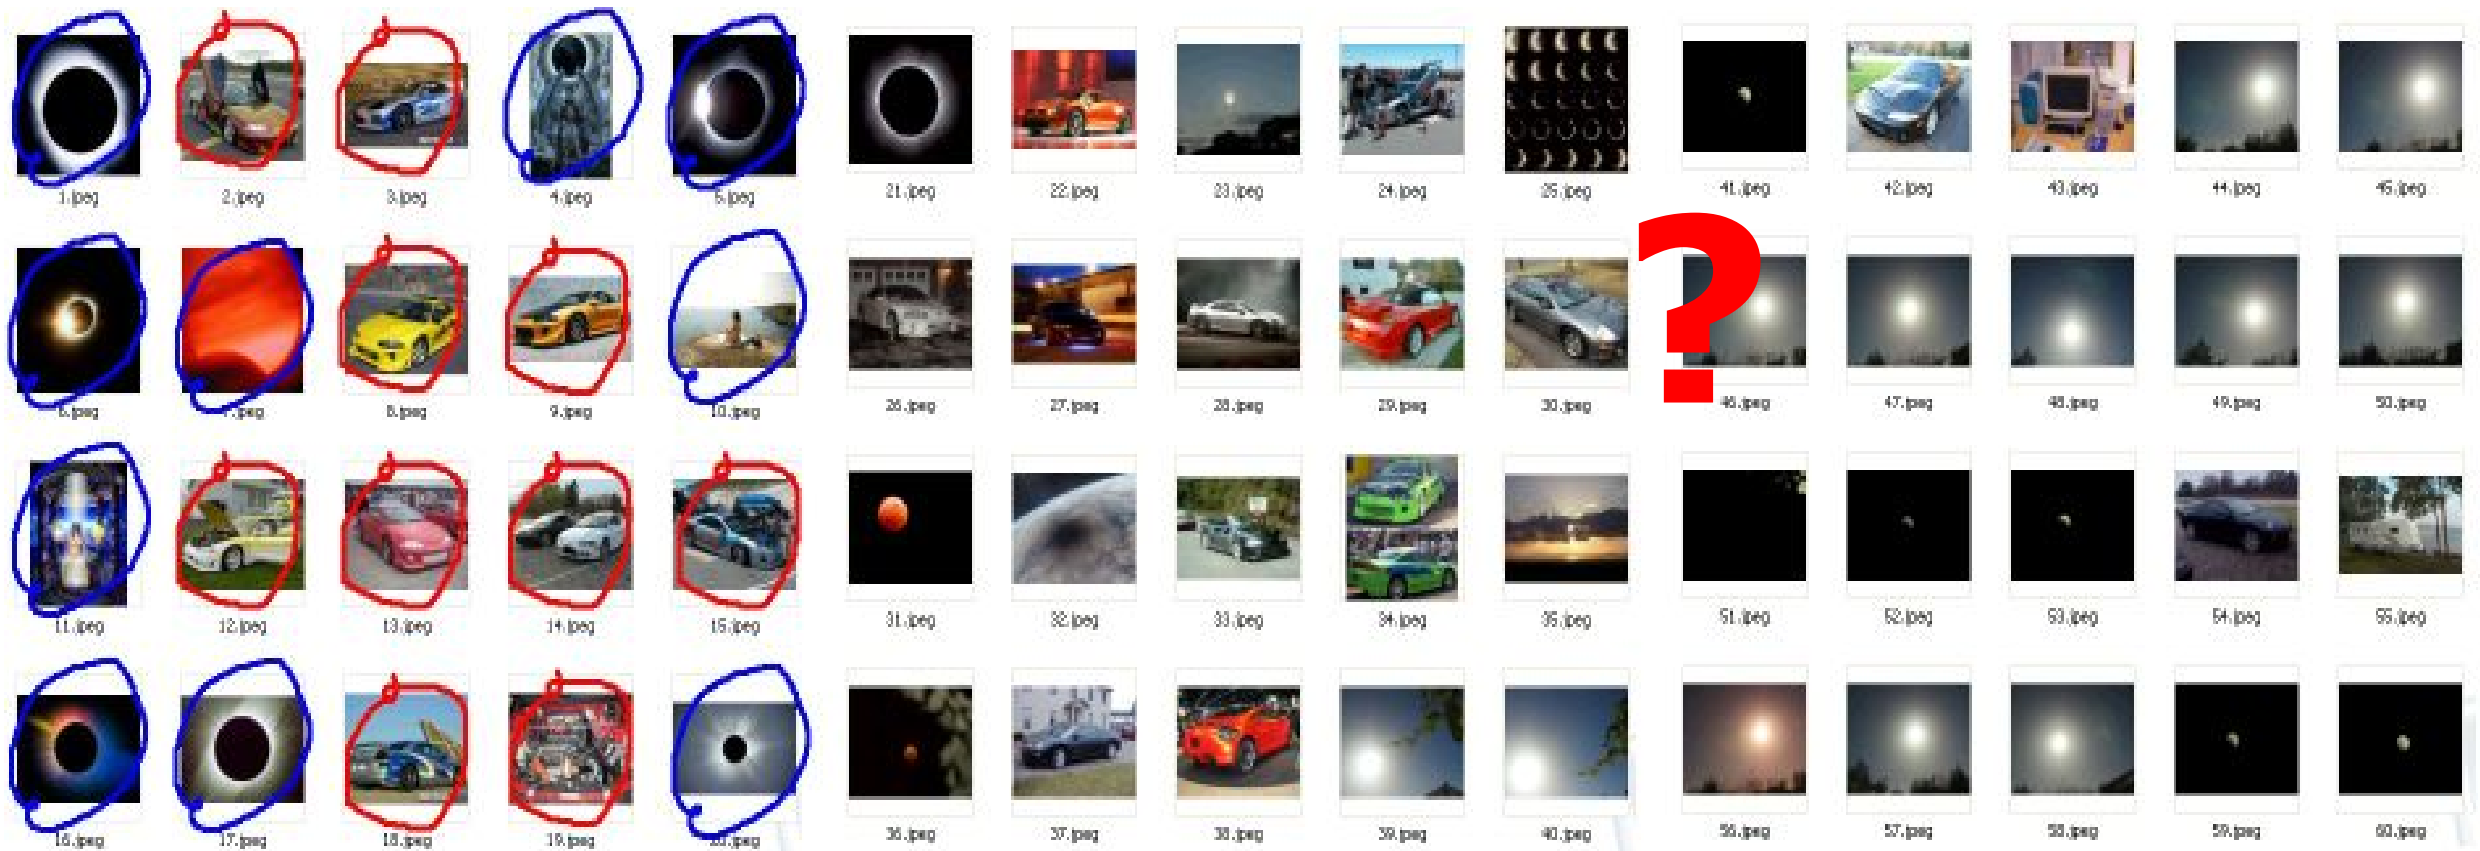 1.jpeg 2.jpeg 3.jpeg 4.jpeg 5.jpeg 21.jpeg 22.jpeg 23.jpeg 24.jpeg 25.jpeg 41.jpeg 42.jpeg 43.jpeg 44.jpeg 45.jpeg
?
6.jpeg 7.jpeg 8.jpeg 9.jpeg 10.jpeg 26.jpeg 27.jpeg 28.jpeg 29.jpeg 30.jpeg 46.jpeg 47.jpeg 48.jpeg 49.jpeg 50.jpeg
11.jpeg 12.jpeg 13.jpeg 14.jpeg 15.jpeg 31.jpeg 32.jpeg 33.jpeg 34.jpeg 35.jpeg 51.jpeg 52.jpeg 53.jpeg 54.jpeg 55.jpeg
16.jpeg 17.jpeg 18.jpeg 19.jpeg 20.jpeg 36.jpeg 37.jpeg 38.jpeg 39.jpeg 40.jpeg 56.jpeg 57.jpeg 58.jpeg 59.jpeg 60.jpeg